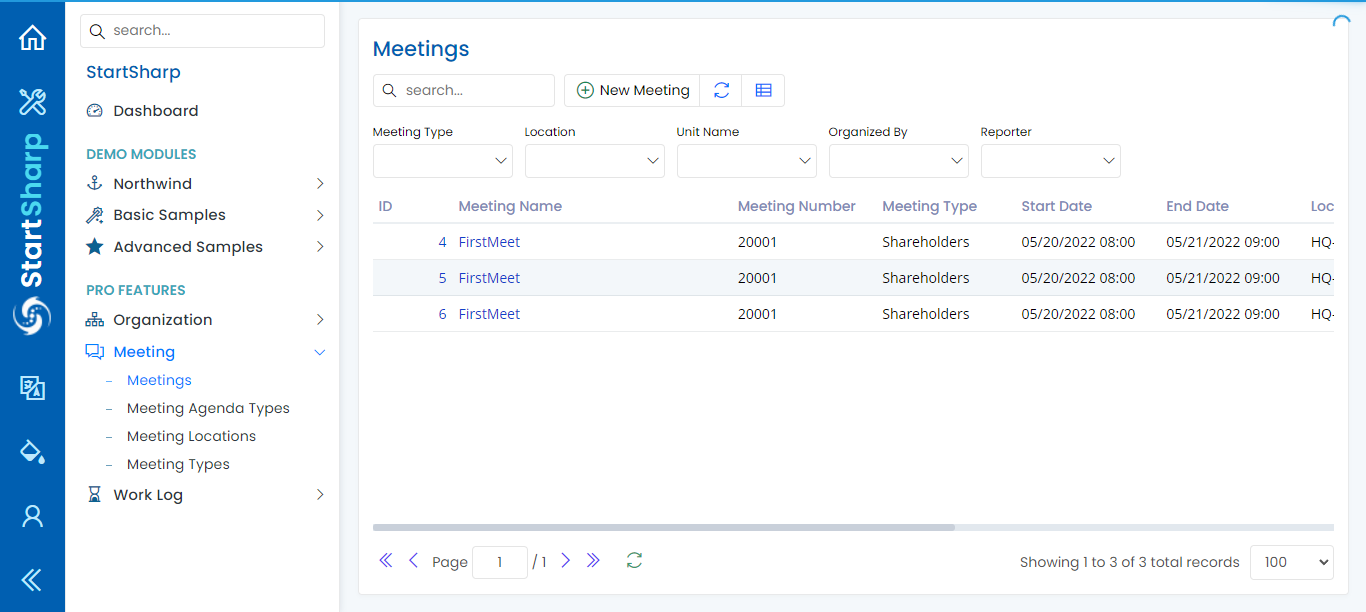 StartSharp
search...
StartSharp
Dashboard
DEMO MODULES
Northwind
Basic Samples
Advanced Samples
PRO FEATURES
Organization
Meeting
Meetings
Meeting Agenda Types
Meeting Locations
Meeting Types
Work Log
Meetings
search...
New Meeting
Meeting Type Location Unit Name Organized By Reporter
ID Meeting Name Meeting Number Meeting Type Start Date End Date Loc
4 FirstMeet 20001 Shareholders 05/20/2022 08:00 05/21/2022 09:00 HQ-
5 FirstMeet 20001 Shareholders 05/20/2022 08:00 05/21/2022 09:00 HQ-
6 FirstMeet 20001 Shareholders 05/20/2022 08:00 05/21/2022 09:00 HQ-
Page 1 / 1 Showing 1 to 3 of 3 total records 100